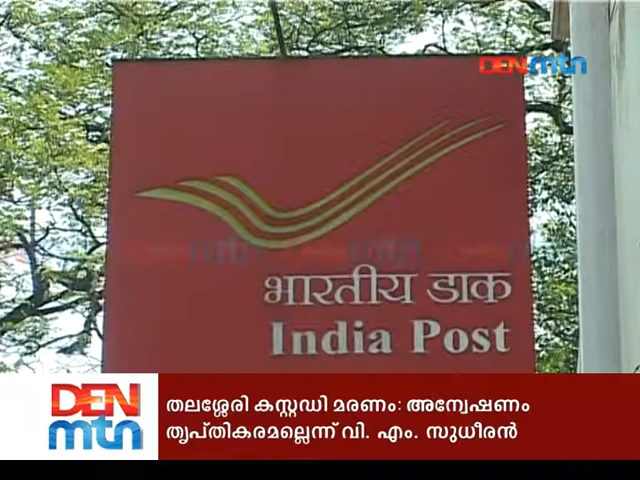 DEN mtn
भारतीय डाक
India Post
DEN
mtn
തലശ്ശേരി കസ്റ്റഡി മരണം: അന്വേഷണം
തൃപ്തികരമല്ലെന്ന് വി. എം. സുധീരൻ